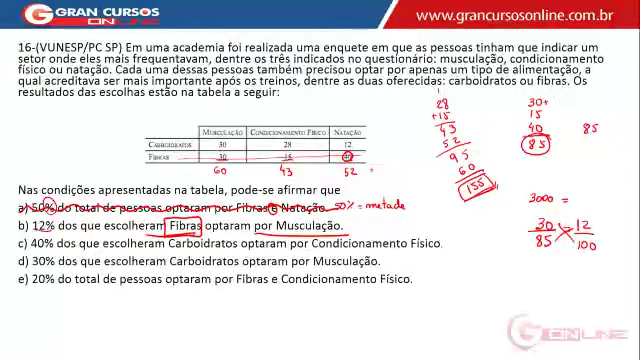 GRAN CURSOS
ONLINE
www.grancursosonline.com.br
16-(VUNESP/PC SP) Em uma academia foi realizada uma enquete em que as pessoas tinham que indicar um
setor onde eles mais frequentavam, dentre os três indicados no questionário: musculação, condicionamento
físico ou natação. Cada uma dessas pessoas também precisou optar por apenas um tipo de alimentação, a
qual acreditava ser mais importante após os treinos, dentre as duas oferecidas: carboidratos ou fibras. Os
resultados das escolhas estão na tabela a seguir:
MUSCULAÇÃO CONDICIONAMENTO FÍSICO NATAÇÃO
CARBOIDRATOS 30 28 12
FIBRAS 30 15 40
60 43 52 =
28
+15
43
52
95
60
155
30+
15
40
85
85
3000 =
30 = 12
85 100
Nas condições apresentadas na tabela, pode-se afirmar que
a) 50% do total de pessoas optaram por Fibras e Natação. 50% = metade
b) 12% dos que escolheram Fibras optaram por Musculação.
c) 40% dos que escolheram Carboidratos optaram por Condicionamento Físico.
d) 30% dos que escolheram Carboidratos optaram por Musculação.
e) 20% do total de pessoas optaram por Fibras e Condicionamento Físico.
ONLINE